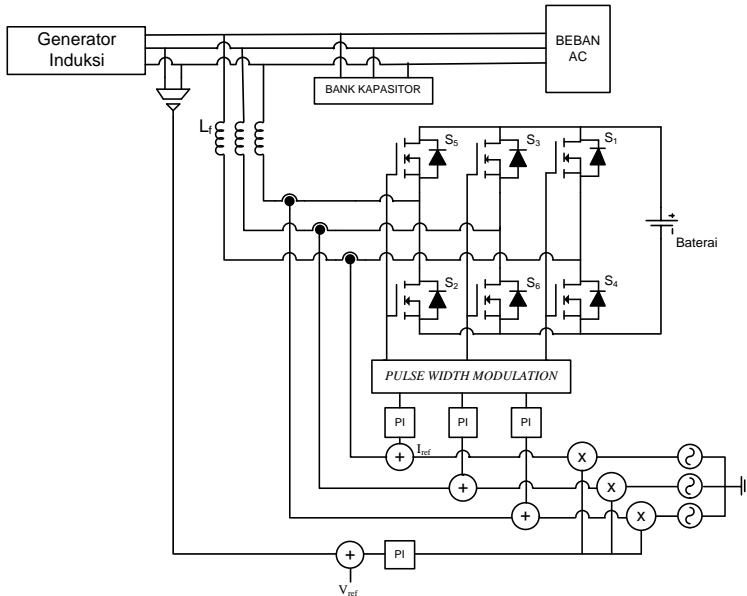 Generator
Induksi
BEBAN
AC
BANK KAPASITOR
Lf
S5
S3
S1
+
-
Baterai
S2
S6
S4
PULSE WIDTH MODULATION
PI
PI
PI
+
Iref
x
+
x
+
x
+
PI
Vref